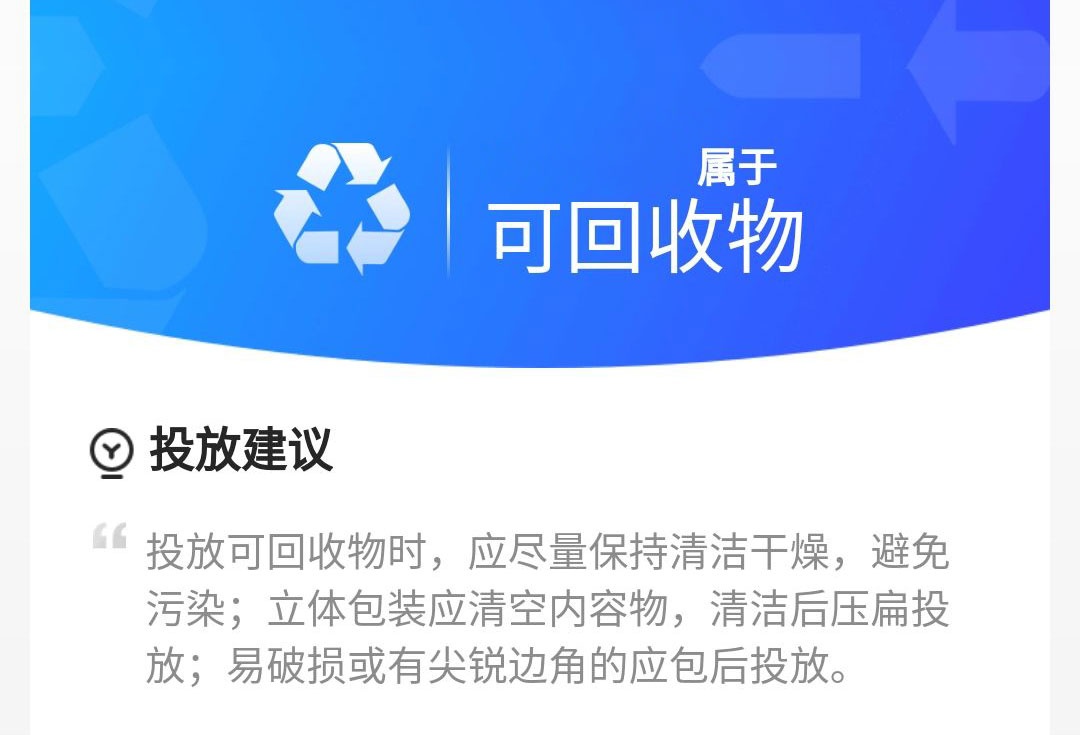 属于
可回收物
投放建议
投放可回收物时，应尽量保持清洁干燥，避免
污染；立体包装应清空内容物，清洁后压扁投
放；易破损或有尖锐边角的应包后投放。